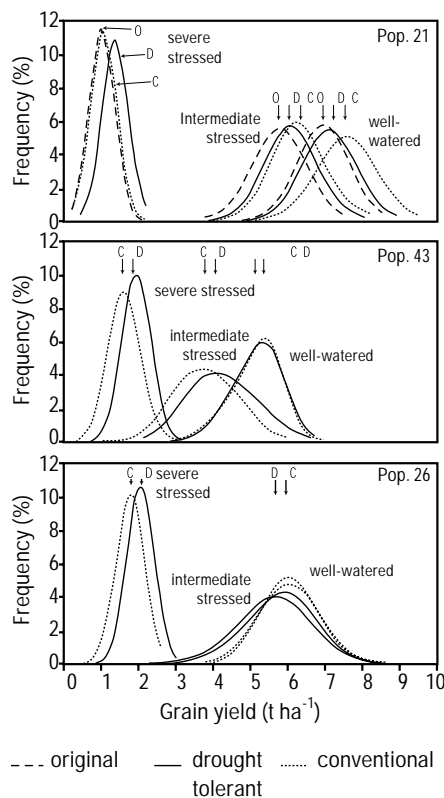 12
10
8
6
4
2
0
Frequency (%)
O
D
C
severe
stressed
Pop. 21
O D C O D C
Intermediate
stressed
well-
watered
12
10
8
6
4
2
0
Frequency (%)
C D C D C D
Pop. 43
severe stressed
intermediate
stressed
well-watered
12
10
8
6
4
2
0
Frequency (%)
C D
severe
stressed
D C
Pop. 26
intermediate
stressed
well-watered
0 1 2 3 4 5 6 7 8 9 10
Grain yield (t ha-1)
original
drought
tolerant
conventional